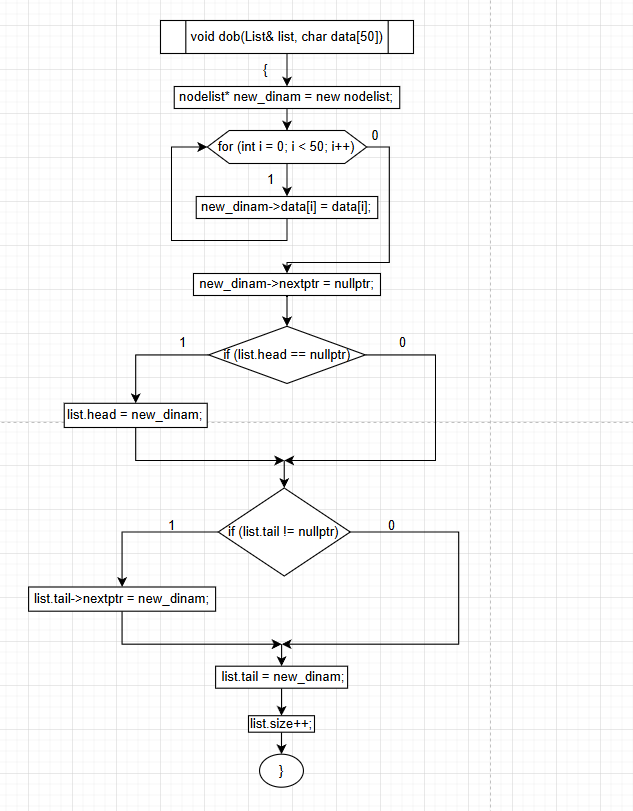 void dob(List& list, char data[50])
{
nodelist* new_dinam = new nodelist;
for (int i = 0; i < 50; i++)
0
1
new_dinam->data[i] = data[i];
new_dinam->nextptr = nullptr;
if (list.head == nullptr)
1
0
list.head = new_dinam;
if (list.tail != nullptr)
1
0
list.tail->nextptr = new_dinam;
list.tail = new_dinam;
list.size++;
}